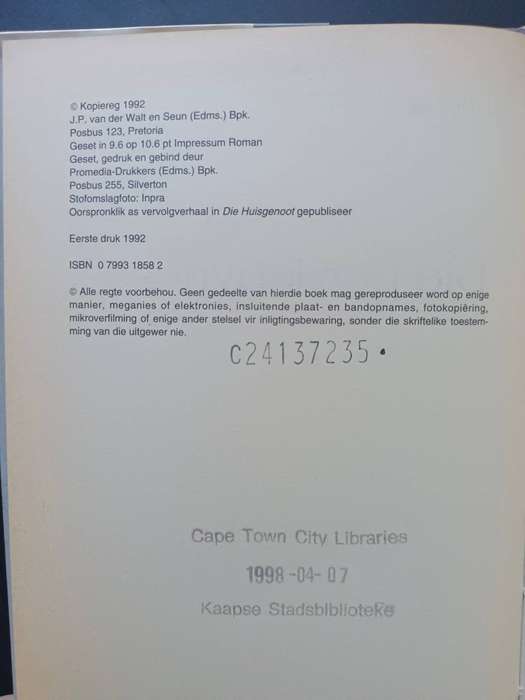 © Kopiereg 1992
J.P. van der Walt en Seun (Edms.) Bpk.
Posbus 123, Pretoria
Geset in 9.6 op 10.6 pt Impressum Roman
Geset, gedruk en gebind deur
Promedia-Drukkers (Edms.) Bpk.
Posbus 255, Silverton
Stofomslagfoto: Inpra
Oorspronklik as vervolgverhaal in Die Huisgenoot gepubliseer
Eerste druk 1992
ISBN 0 7993 1858 2
© Alle regte voorbehou. Geen gedeelte van hierdie boek mag gereproduseer word op enige
manier, meganies of elektronies, insluitende plaat- en bandopnames, fotokopiëring,
mikroverfilming of enige ander stelsel vir inligtingsbewaring, sonder die skriftelike toestem-
ming van die uitgewer nie.
C24137235
Cape Town City Libraries
1998-04-07
Kaapse Stadsbiblioteke